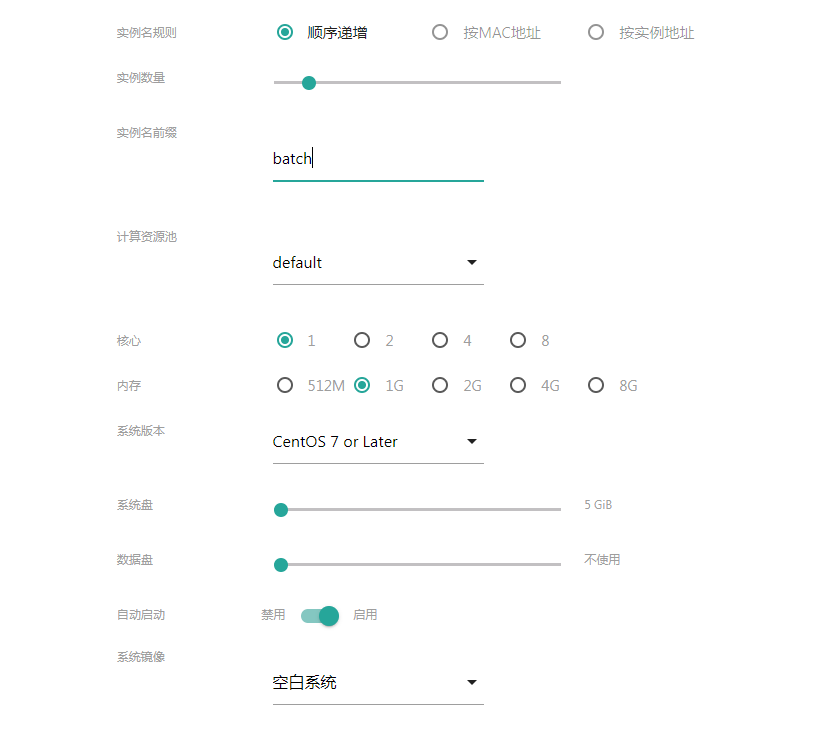 实例名规则 顺序递增 按MAC地址 按实例地址
实例数量
实例名前缀
batch
计算资源池
default
核心 1 2 4 8
内存 512M 1G 2G 4G 8G
系统版本
CentOS 7 or Later
系统盘 5 GiB
数据盘 不使用
自动启动 禁用 启用
系统镜像
空白系统